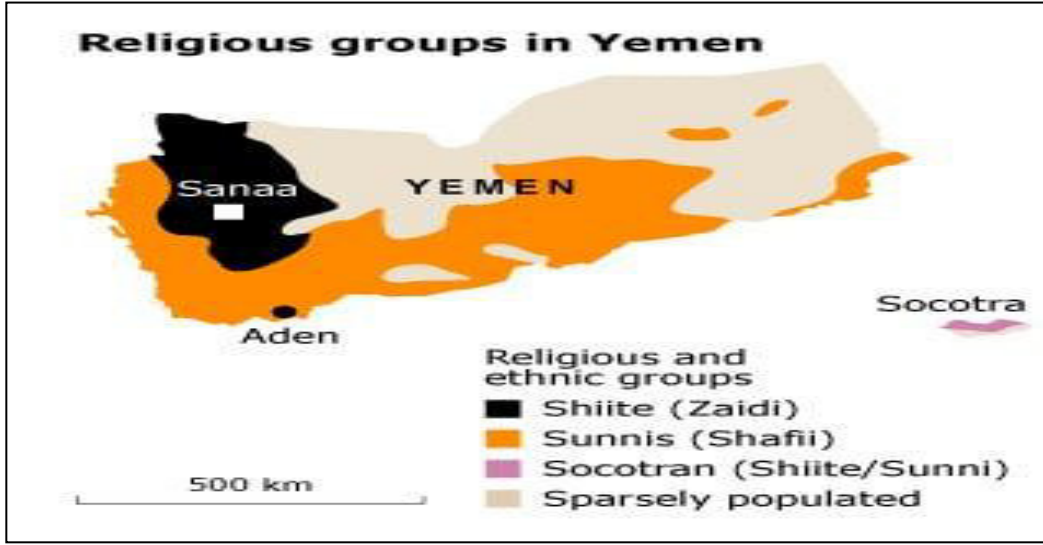 Religious groups in Yemen
Sanaa
YEMEN
Aden
Socotra
Religious and
ethnic groups
Shiite (Zaidi)
Sunnis (Shafii)
Socotran (Shiite/Sunni)
Sparsely populated
500 km